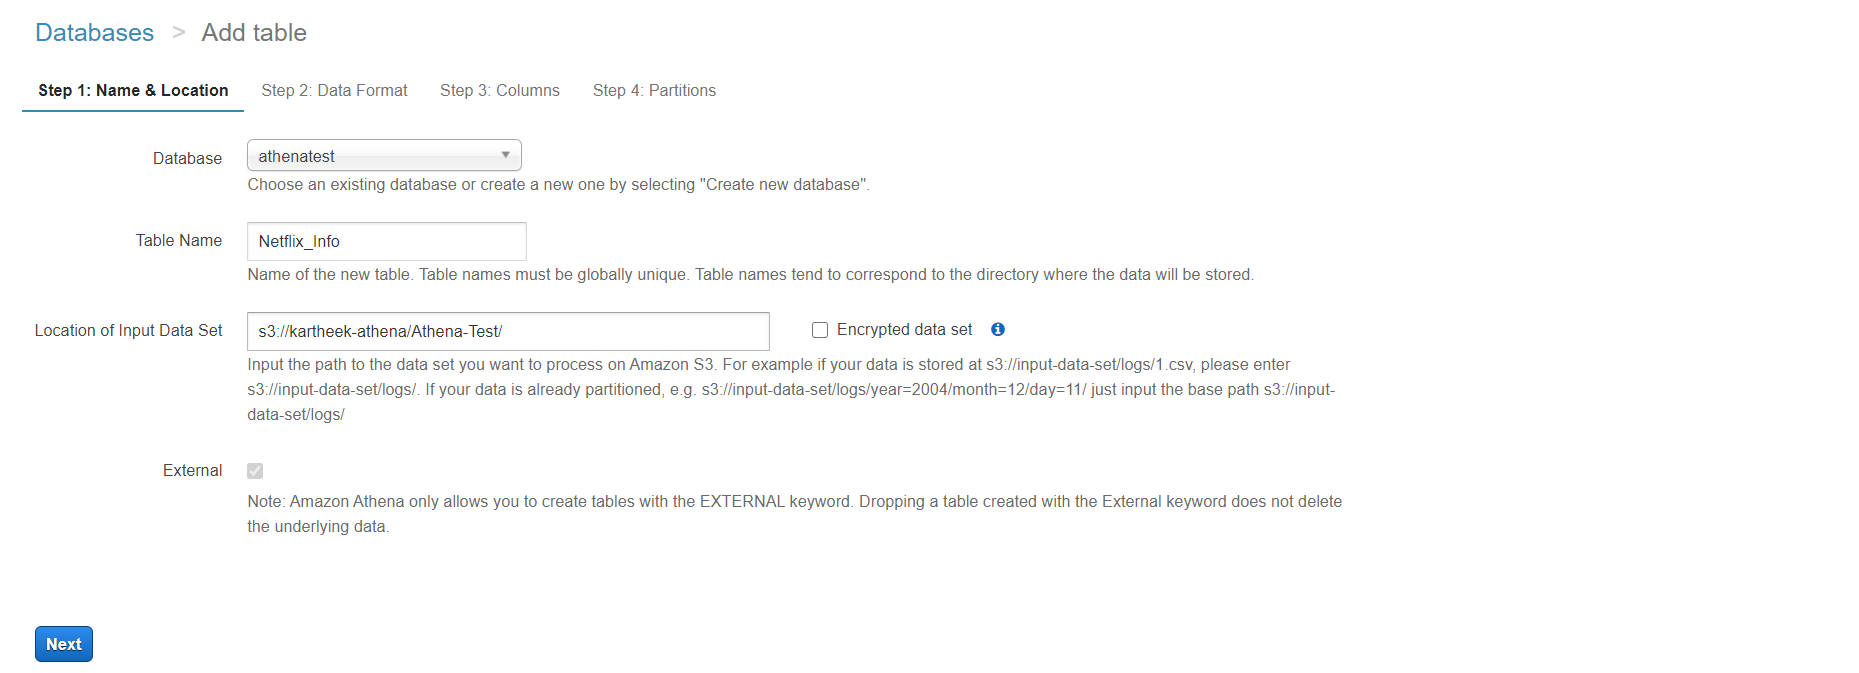 Databases > Add table
Step 1: Name & Location Step 2: Data Format Step 3: Columns Step 4: Partitions
Database athenatest
Choose an existing database or create a new one by selecting "Create new database".
Table Name Netflix_Info
Name of the new table. Table names must be globally unique. Table names tend to correspond to the directory where the data will be stored.
Location of Input Data Set s3://kartheek-athena/Athena-Test/ Encrypted data set
Input the path to the data set you want to process on Amazon S3. For example if your data is stored at s3://input-data-set/logs/1.csv, please enter
s3://input-data-set/logs/. If your data is already partitioned, e.g. s3://input-data-set/logs/year=2004/month=12/day=11/ just input the base path s3://input-
data-set/logs/
External
Note: Amazon Athena only allows you to create tables with the EXTERNAL keyword. Dropping a table created with the External keyword does not delete
the underlying data.
Next